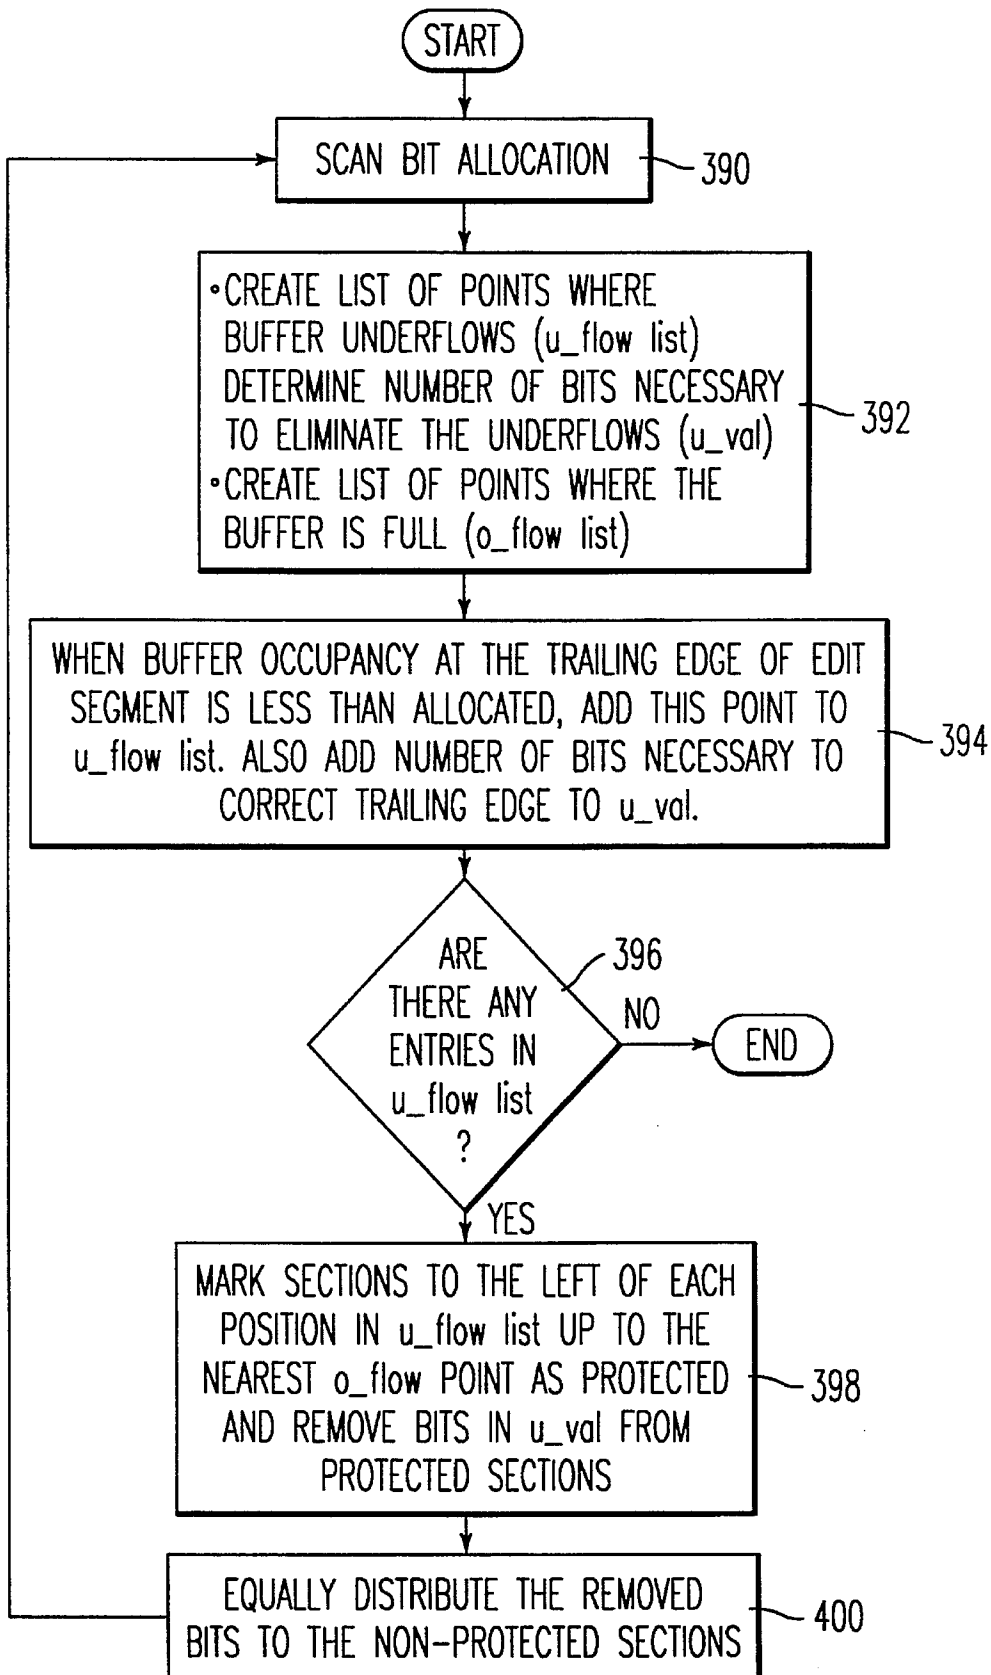 START
SCAN BIT ALLOCATION
390
•CREATE LIST OF POINTS WHERE
BUFFER UNDERFLOWS (u_flow list)
DETERMINE NUMBER OF BITS NECESSARY
TO ELIMINATE THE UNDERFLOWS (u_val)
•CREATE LIST OF POINTS WHERE THE
BUFFER IS FULL (o_flow list)
392
WHEN BUFFER OCCUPANCY AT THE TRAILING EDGE OF EDIT
SEGMENT IS LESS THAN ALLOCATED, ADD THIS POINT TO
u_flow list. ALSO ADD NUMBER OF BITS NECESSARY TO
CORRECT TRAILING EDGE TO u_val.
394
ARE
THERE ANY
ENTRIES IN
u_flow list
?
396
NO
END
YES
MARK SECTIONS TO THE LEFT OF EACH
POSITION IN u_flow list UP TO THE
NEAREST o_flow POINT AS PROTECTED
AND REMOVE BITS IN u_val FROM
PROTECTED SECTIONS
398
EQUALLY DISTRIBUTE THE REMOVED
BITS TO THE NON-PROTECTED SECTIONS
400